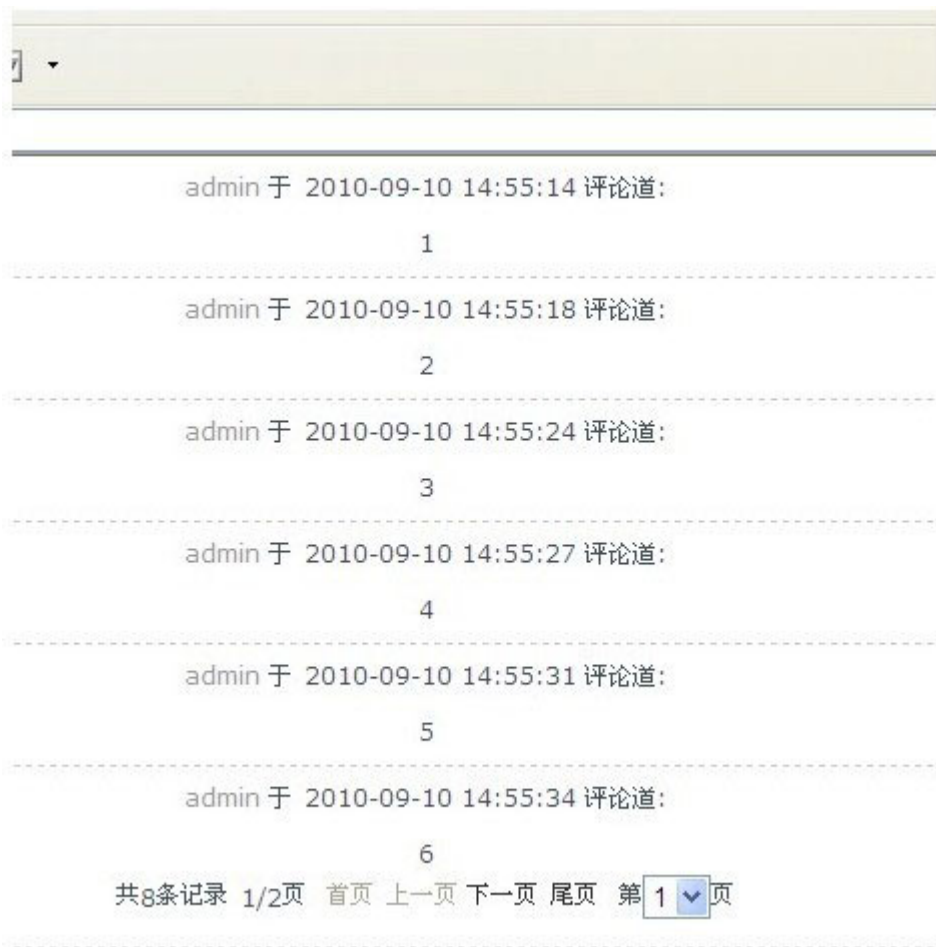 admin 于 2010-09-10 14:55:14 评论道:
1
admin 于 2010-09-10 14:55:18 评论道:
2
admin 于 2010-09-10 14:55:24 评论道:
3
admin 于 2010-09-10 14:55:27 评论道:
4
admin 于 2010-09-10 14:55:31 评论道:
5
admin 于 2010-09-10 14:55:34 评论道:
6
共8条记录 1/2页 首页 上一页 下一页 尾页 第 1 页